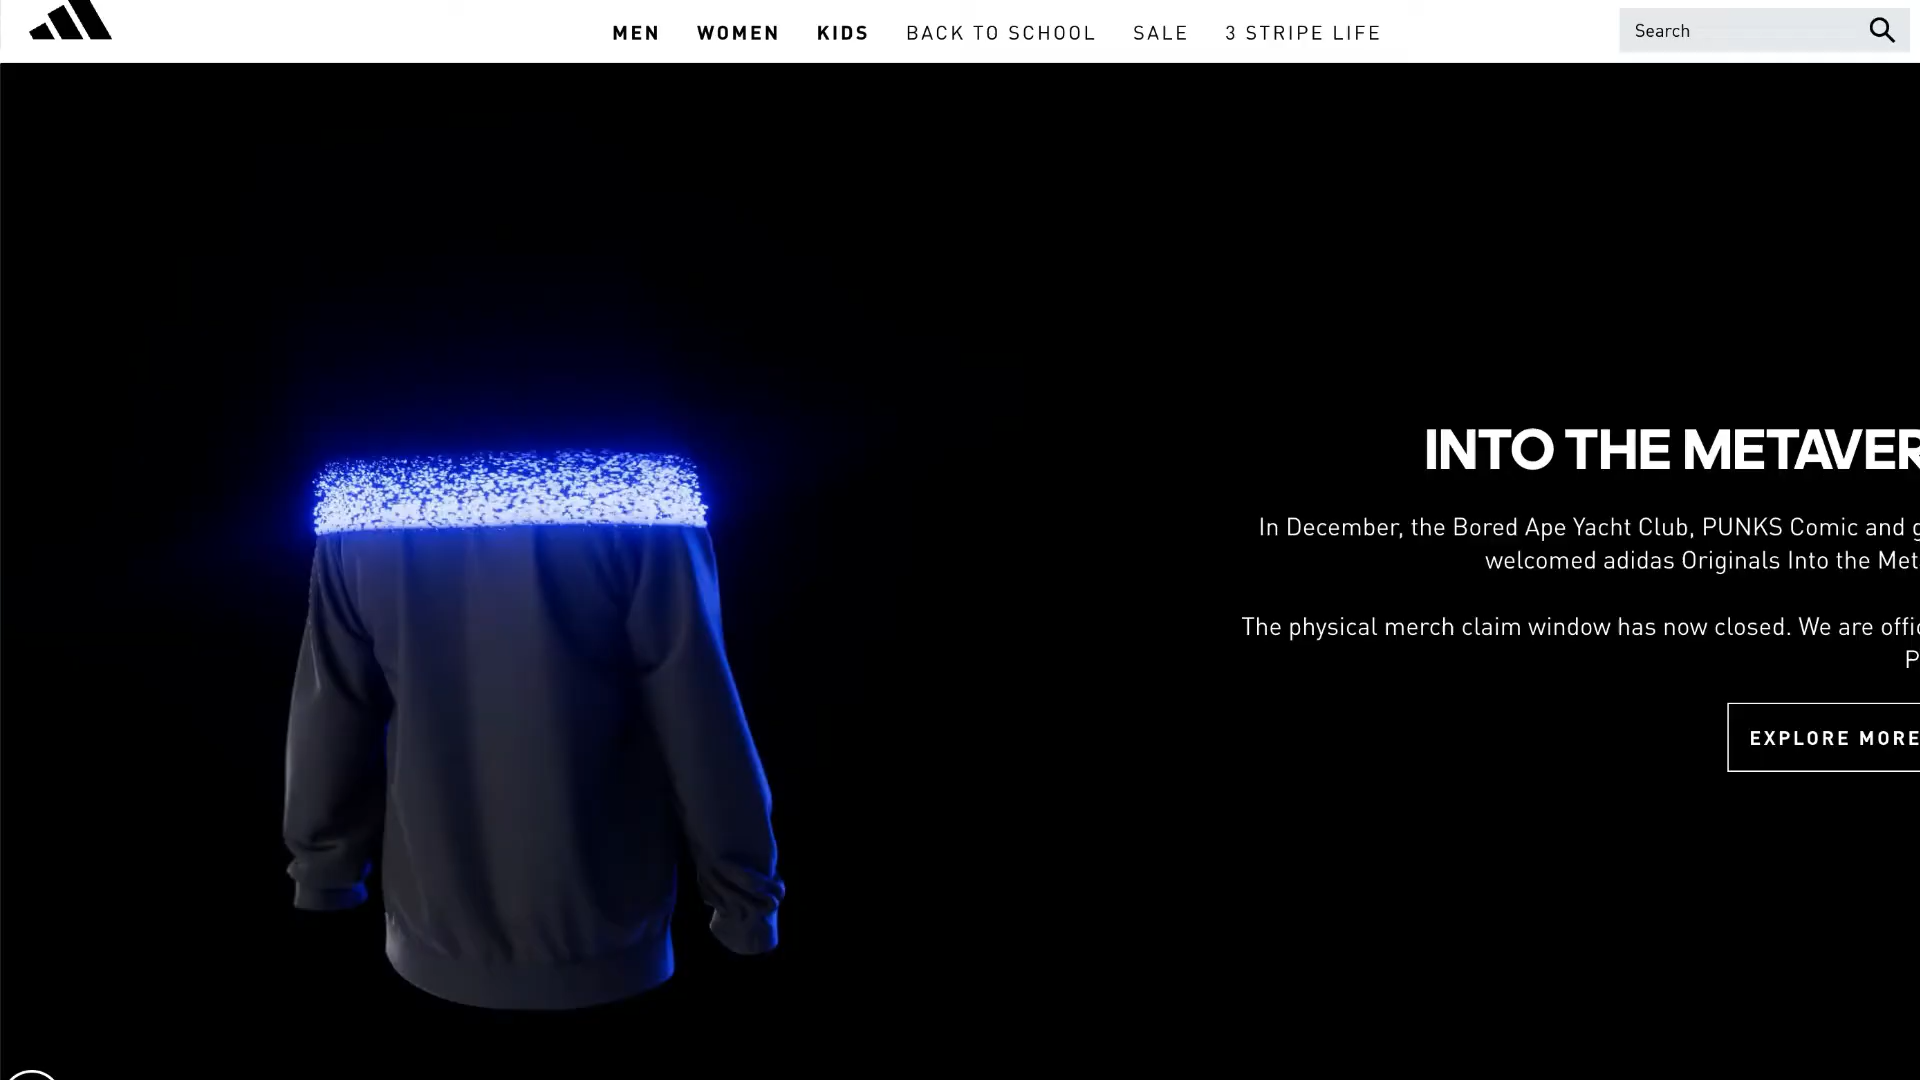 MEN WOMEN KIDS BACK TO SCHOOL SALE 3 STRIPE LIFE Search
INTO THE METAVER
In December, the Bored Ape Yacht Club, PUNKS Comic and g
welcomed adidas Originals Into the Met
The physical merch claim window has now closed. We are offic
P
EXPLORE MORE